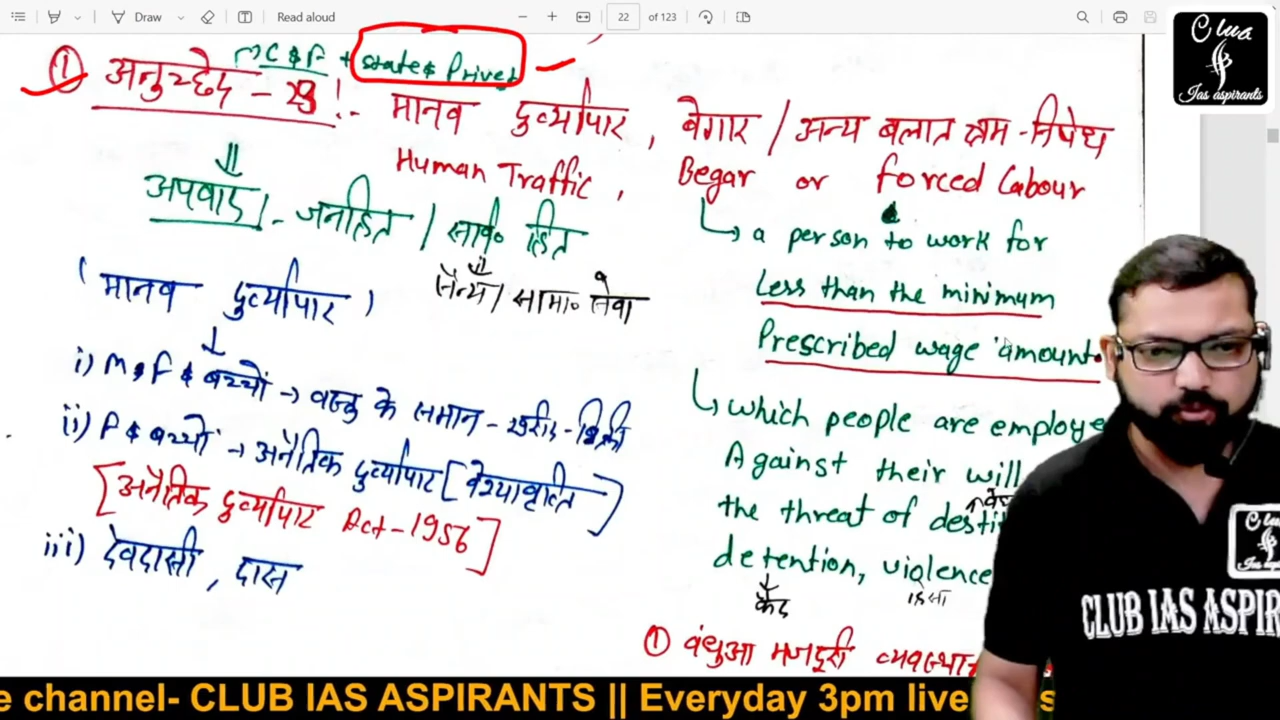 Draw
Read aloud
22
of 123
Club
Ias aspirants
C & F + State & Privet
① अनुच्छेद - 23 !- मानव दुर्व्यापार, बेगार / अन्य बलात श्रम - निषेध
Human Traffic, Begar or forced Labour
अपवाद !- जनहित / सार्व० हित
सैन्य / सामा० सेवा
↳ a person to work for
Less than the minimum
Prescribed wage amount.
(मानव दुर्व्यापार)
i) M, F & बच्चों → वस्तु के समान - खरीद - बिक्री
ii) F & बच्चों → अनैतिक दुर्व्यापार [वेश्यावृत्ति]
[अनैतिक दुर्व्यापार Act - 1956]
iii) देवदासी, दास
↳ which people are employe
Against their will
the threat of desti
detention, violence
कैद
हिंसा
① बंधुआ मजदूरी व्यवस्था
CLUB IAS ASPIR
e channel- CLUB IAS ASPIRANTS || Everyday 3pm live